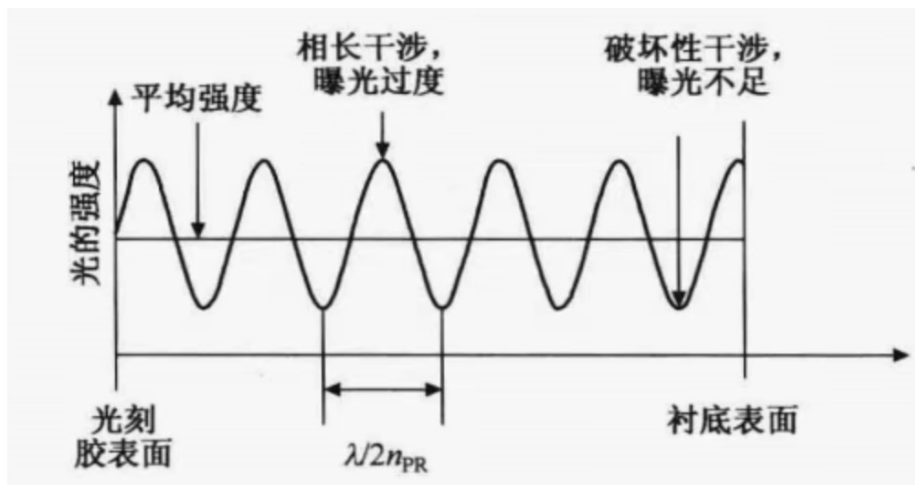 相长干涉，
曝光过度
破坏性干涉，
曝光不足
平均强度
光的强度
光刻
胶表面
λ/2nPR
衬底表面